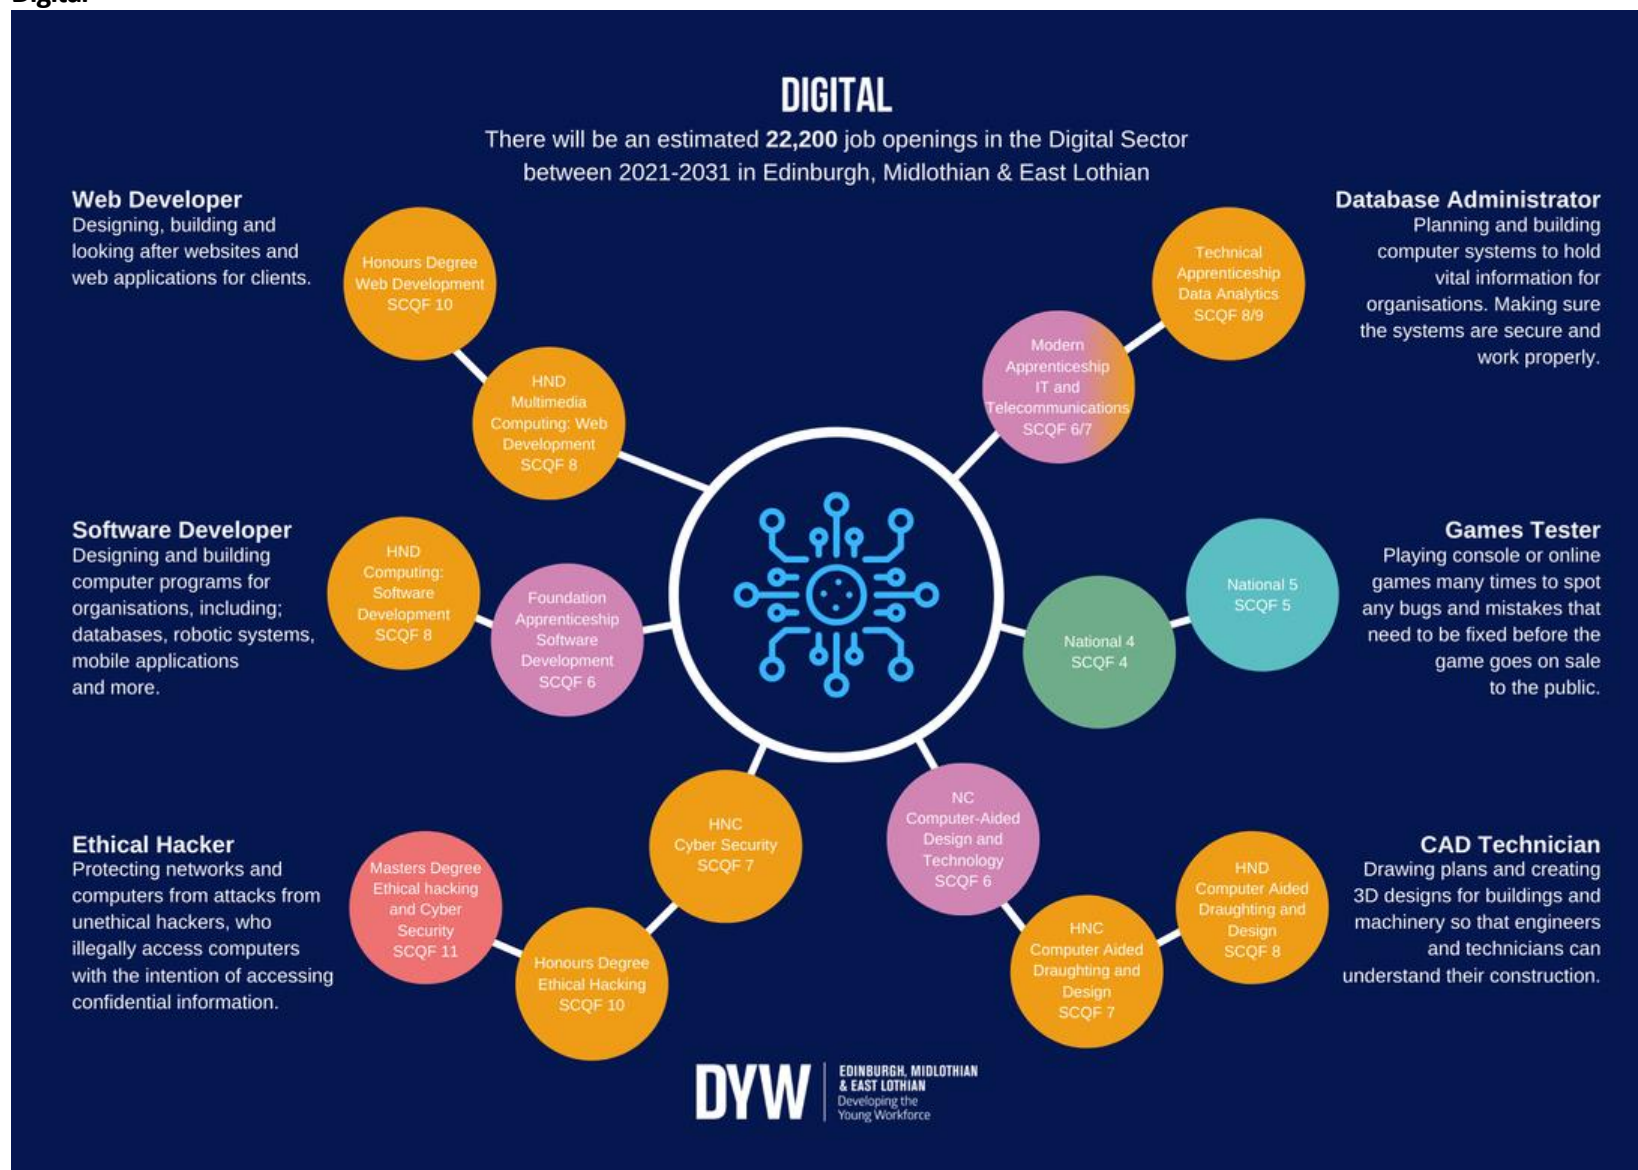 Digital
DIGITAL
There will be an estimated 22,200 job openings in the Digital Sector
between 2021-2031 in Edinburgh, Midlothian & East Lothian
Web Developer
Designing, building and
looking after websites and
web applications for clients.
Honours Degree
Web Development
SCQF 10
HND
Multimedia
Computing: Web
Development
SCQF 8
Database Administrator
Planning and building
computer systems to hold
vital information for
organisations. Making sure
the systems are secure and
work properly.
Technical
Apprenticeship
Data Analytics
SCQF 8/9
Modern
Apprenticeship
IT and
Telecommunications
SCQF 6/7
Software Developer
Designing and building
computer programs for
organisations, including;
databases, robotic systems,
mobile applications
and more.
HND
Computing:
Software
Development
SCQF 8
Foundation
Apprenticeship
Software
Development
SCQF 6
Games Tester
Playing console or online
games many times to spot
any bugs and mistakes that
need to be fixed before the
game goes on sale
to the public.
National 5
SCQF 5
National 4
SCQF 4
Ethical Hacker
Protecting networks and
computers from attacks from
unethical hackers, who
illegally access computers
with the intention of accessing
confidential information.
Masters Degree
Ethical hacking
and Cyber
Security
SCQF 11
Honours Degree
Ethical Hacking
SCQF 10
HNC
Cyber Security
SCQF 7
NC
Computer-Aided
Design and
Technology
SCQF 6
HNC
Computer Aided
Draughting and
Design
SCQF 7
HND
Computer Aided
Draughting and
Design
SCQF 8
CAD Technician
Drawing plans and creating
3D designs for buildings and
machinery so that engineers
and technicians can
understand their construction.
DYW
EDINBURGH, MIDLOTHIAN
& EAST LOTHIAN
Developing the
Young Workforce